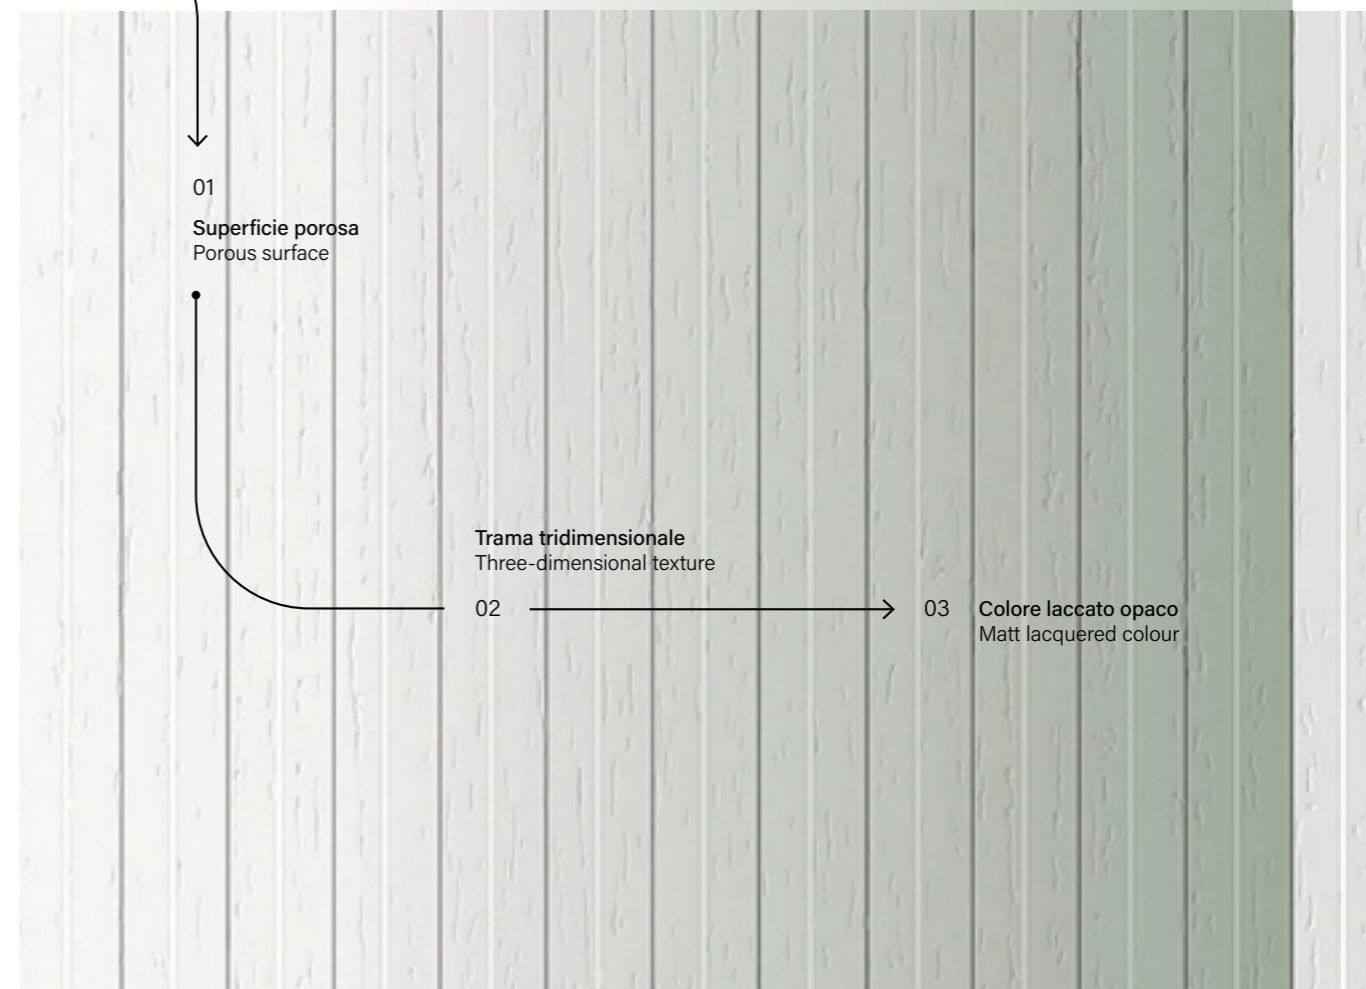 01
Superficie porosa
Porous surface
Trama tridimensionale
Three-dimensional texture
02
03
Colore laccato opaco
Matt lacquered colour